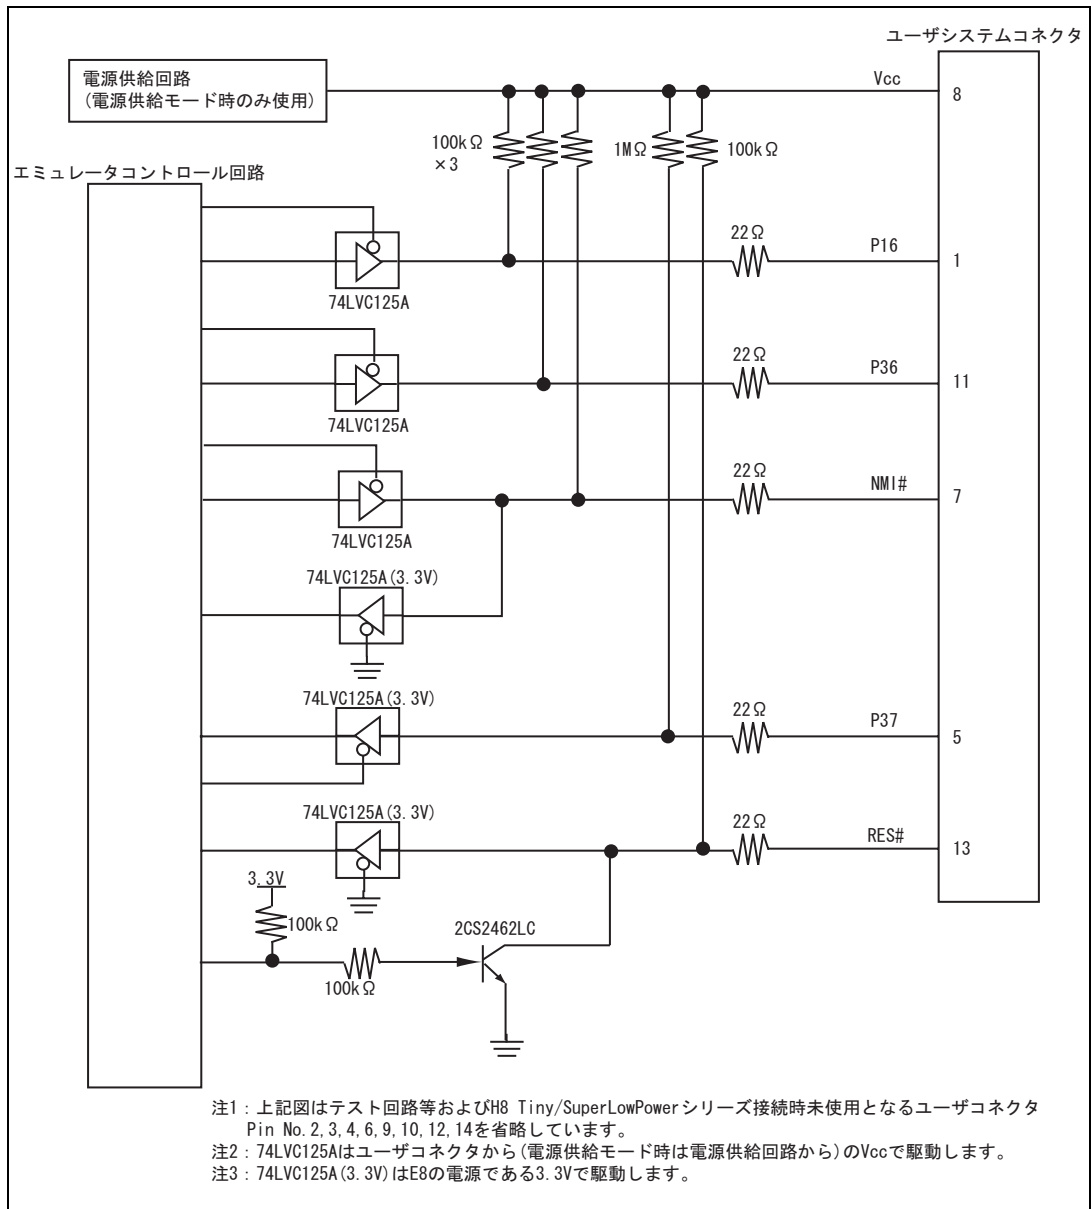 ユーザシステムコネクタ
電源供給回路
(電源供給モード時のみ使用)
Vcc
8
100kΩ
×3
1MΩ
100kΩ
エミュレータコントロール回路
22Ω
P16
1
74LVC125A
22Ω
P36
11
74LVC125A
22Ω
NMI#
7
74LVC125A
74LVC125A(3.3V)
74LVC125A(3.3V)
22Ω
P37
5
74LVC125A(3.3V)
22Ω
RES#
13
3.3V
100kΩ
2CS2462LC
100kΩ
注1：上記図はテスト回路等およびH8 Tiny/SuperLowPowerシリーズ接続時未使用となるユーザコネクタ
Pin No.2,3,4,6,9,10,12,14を省略しています。
注2：74LVC125Aはユーザコネクタから(電源供給モード時は電源供給回路から)のVccで駆動します。
注3：74LVC125A(3.3V)はE8の電源である3.3Vで駆動します。